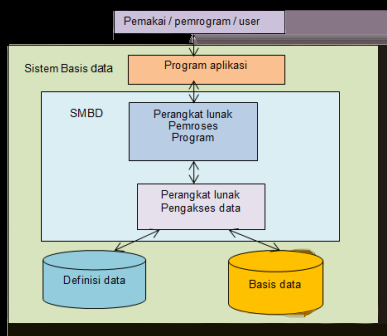 Pemakai / pemrogram / user
Sistem Basis data
Program aplikasi
SMBD
Perangkat lunak
Pemroses
Program
Perangkat lunak
Pengakses data
Definisi data
Basis data